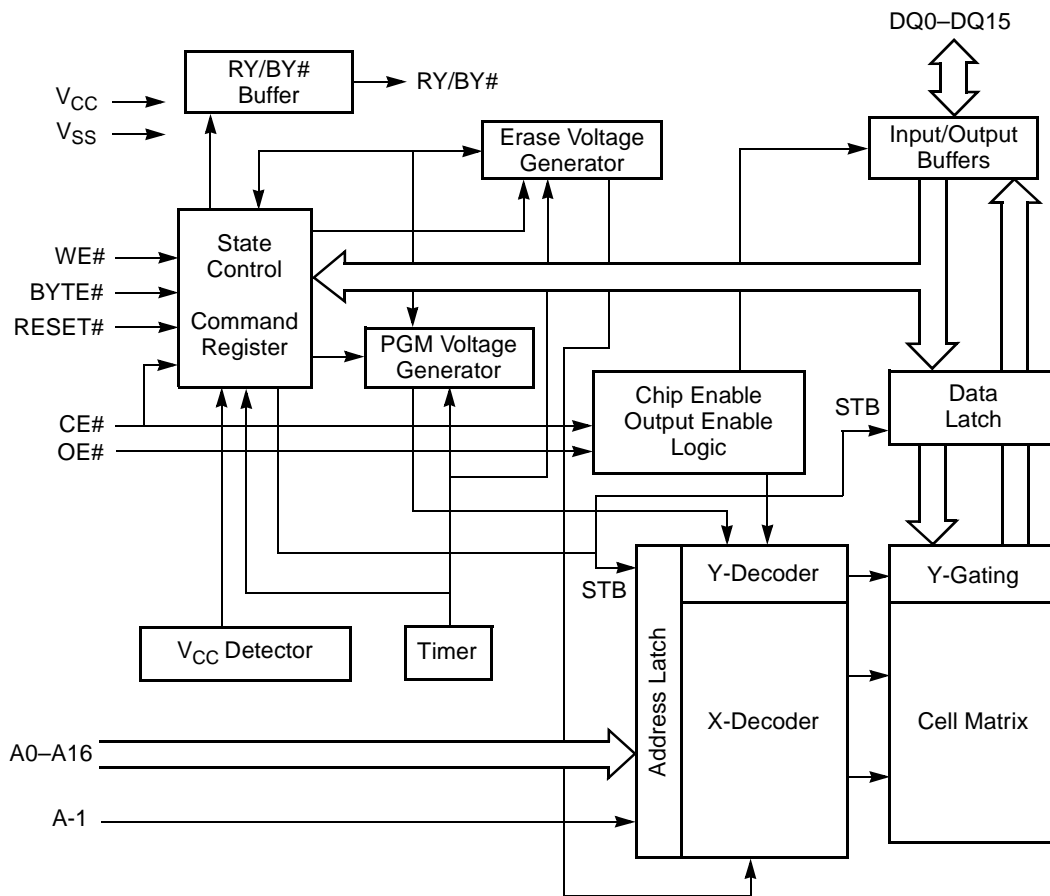 DQ0–DQ15
RY/BY#
Buffer
RY/BY#
VCC
VSS
Erase Voltage
Generator
Input/Output
Buffers
State
Control
Command
Register
WE#
BYTE#
RESET#
PGM Voltage
Generator
CE#
OE#
Chip Enable
Output Enable
Logic
STB
Data
Latch
STB
Y-Decoder
Y-Gating
VCC Detector
Timer
Address Latch
X-Decoder
Cell Matrix
A0–A16
A-1